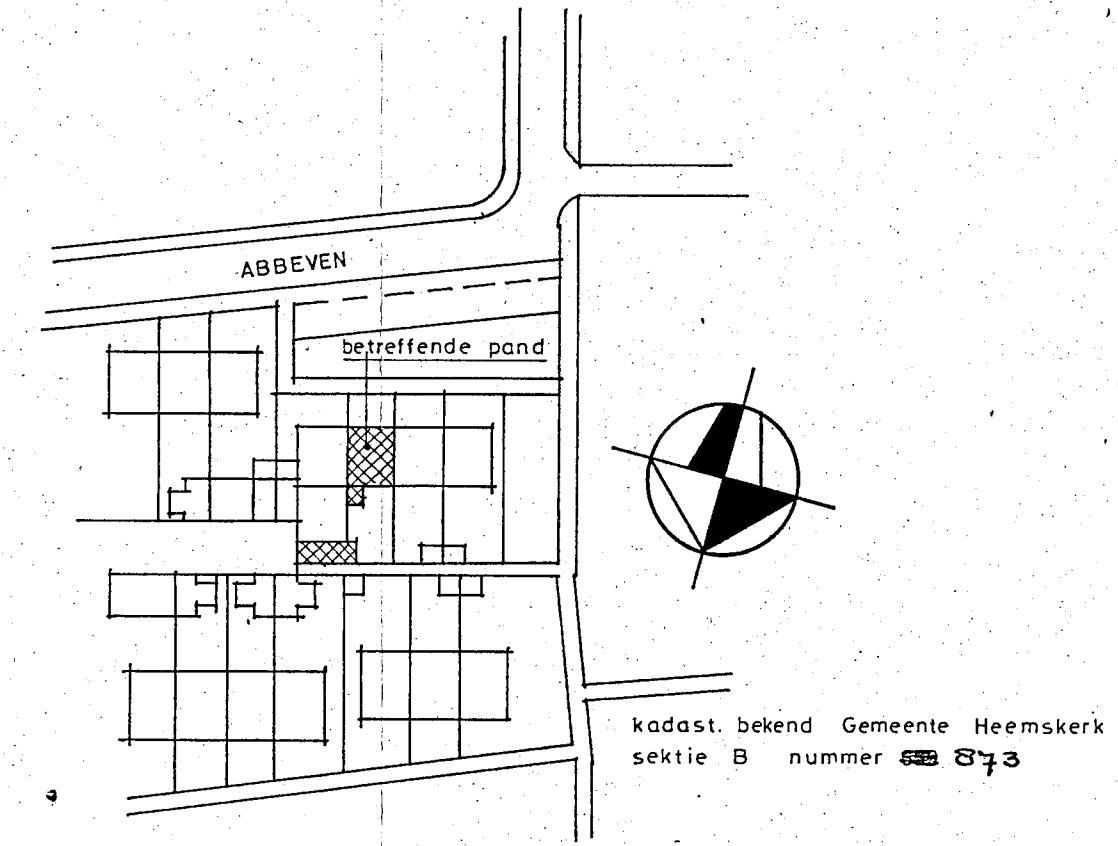 ABBEVEN
betreffende pand
kadast. bekend Gemeente Heemskerk
sektie B nummer 873